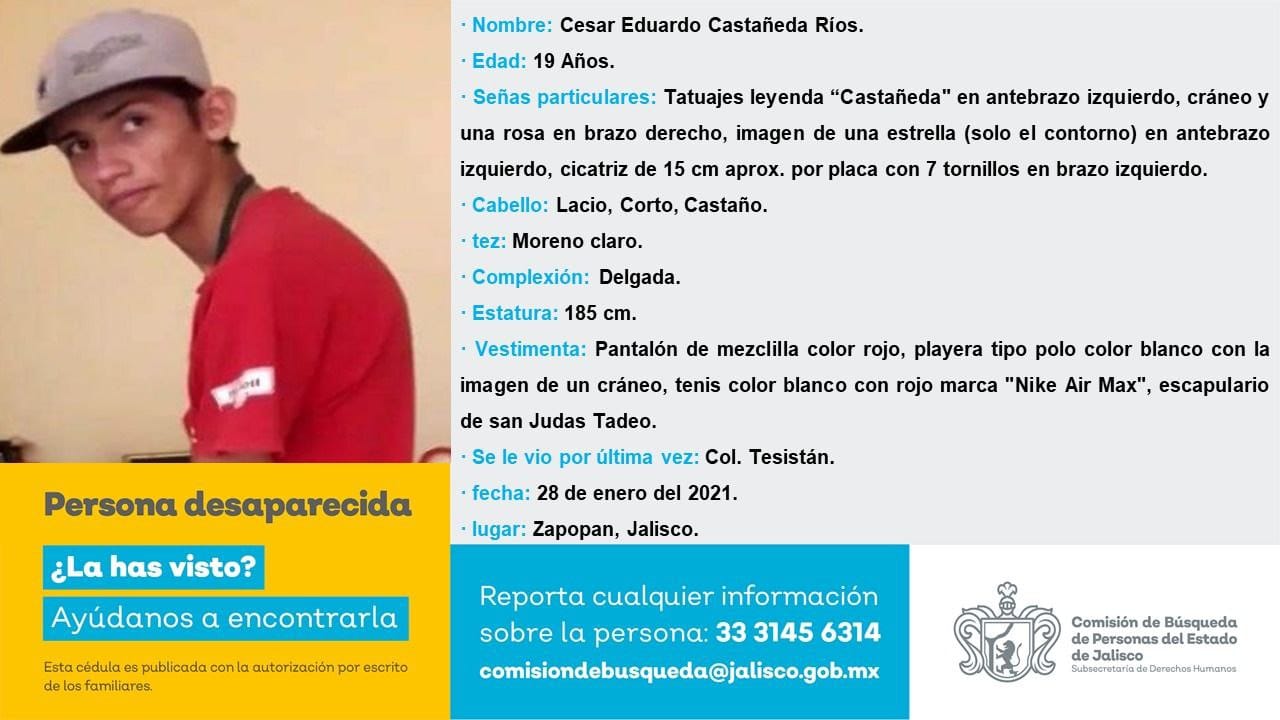 · Nombre: Cesar Eduardo Castañeda Ríos.
· Edad: 19 Años.
· Señas particulares: Tatuajes leyenda “Castañeda" en antebrazo izquierdo, cráneo y
una rosa en brazo derecho, imagen de una estrella (solo el contorno) en antebrazo
izquierdo, cicatriz de 15 cm aprox. por placa con 7 tornillos en brazo izquierdo.
· Cabello: Lacio, Corto, Castaño.
· tez: Moreno claro.
· Complexión: Delgada.
· Estatura: 185 cm.
· Vestimenta: Pantalón de mezclilla color rojo, playera tipo polo color blanco con la
imagen de un cráneo, tenis color blanco con rojo marca "Nike Air Max", escapulario
de san Judas Tadeo.
· Se le vio por última vez: Col. Tesistán.
· fecha: 28 de enero del 2021.
· lugar: Zapopan, Jalisco.
Persona desaparecida
¿La has visto?
Ayúdanos a encontrarla
Esta cédula es publicada con la autorización por escrito
de los familiares.
Reporta cualquier información
sobre la persona: 33 3145 6314
comisiondebusqueda@jalisco.gob.mx
Comisión de Búsqueda
de Personas del Estado
de Jalisco
Subsecretaría de Derechos Humanos